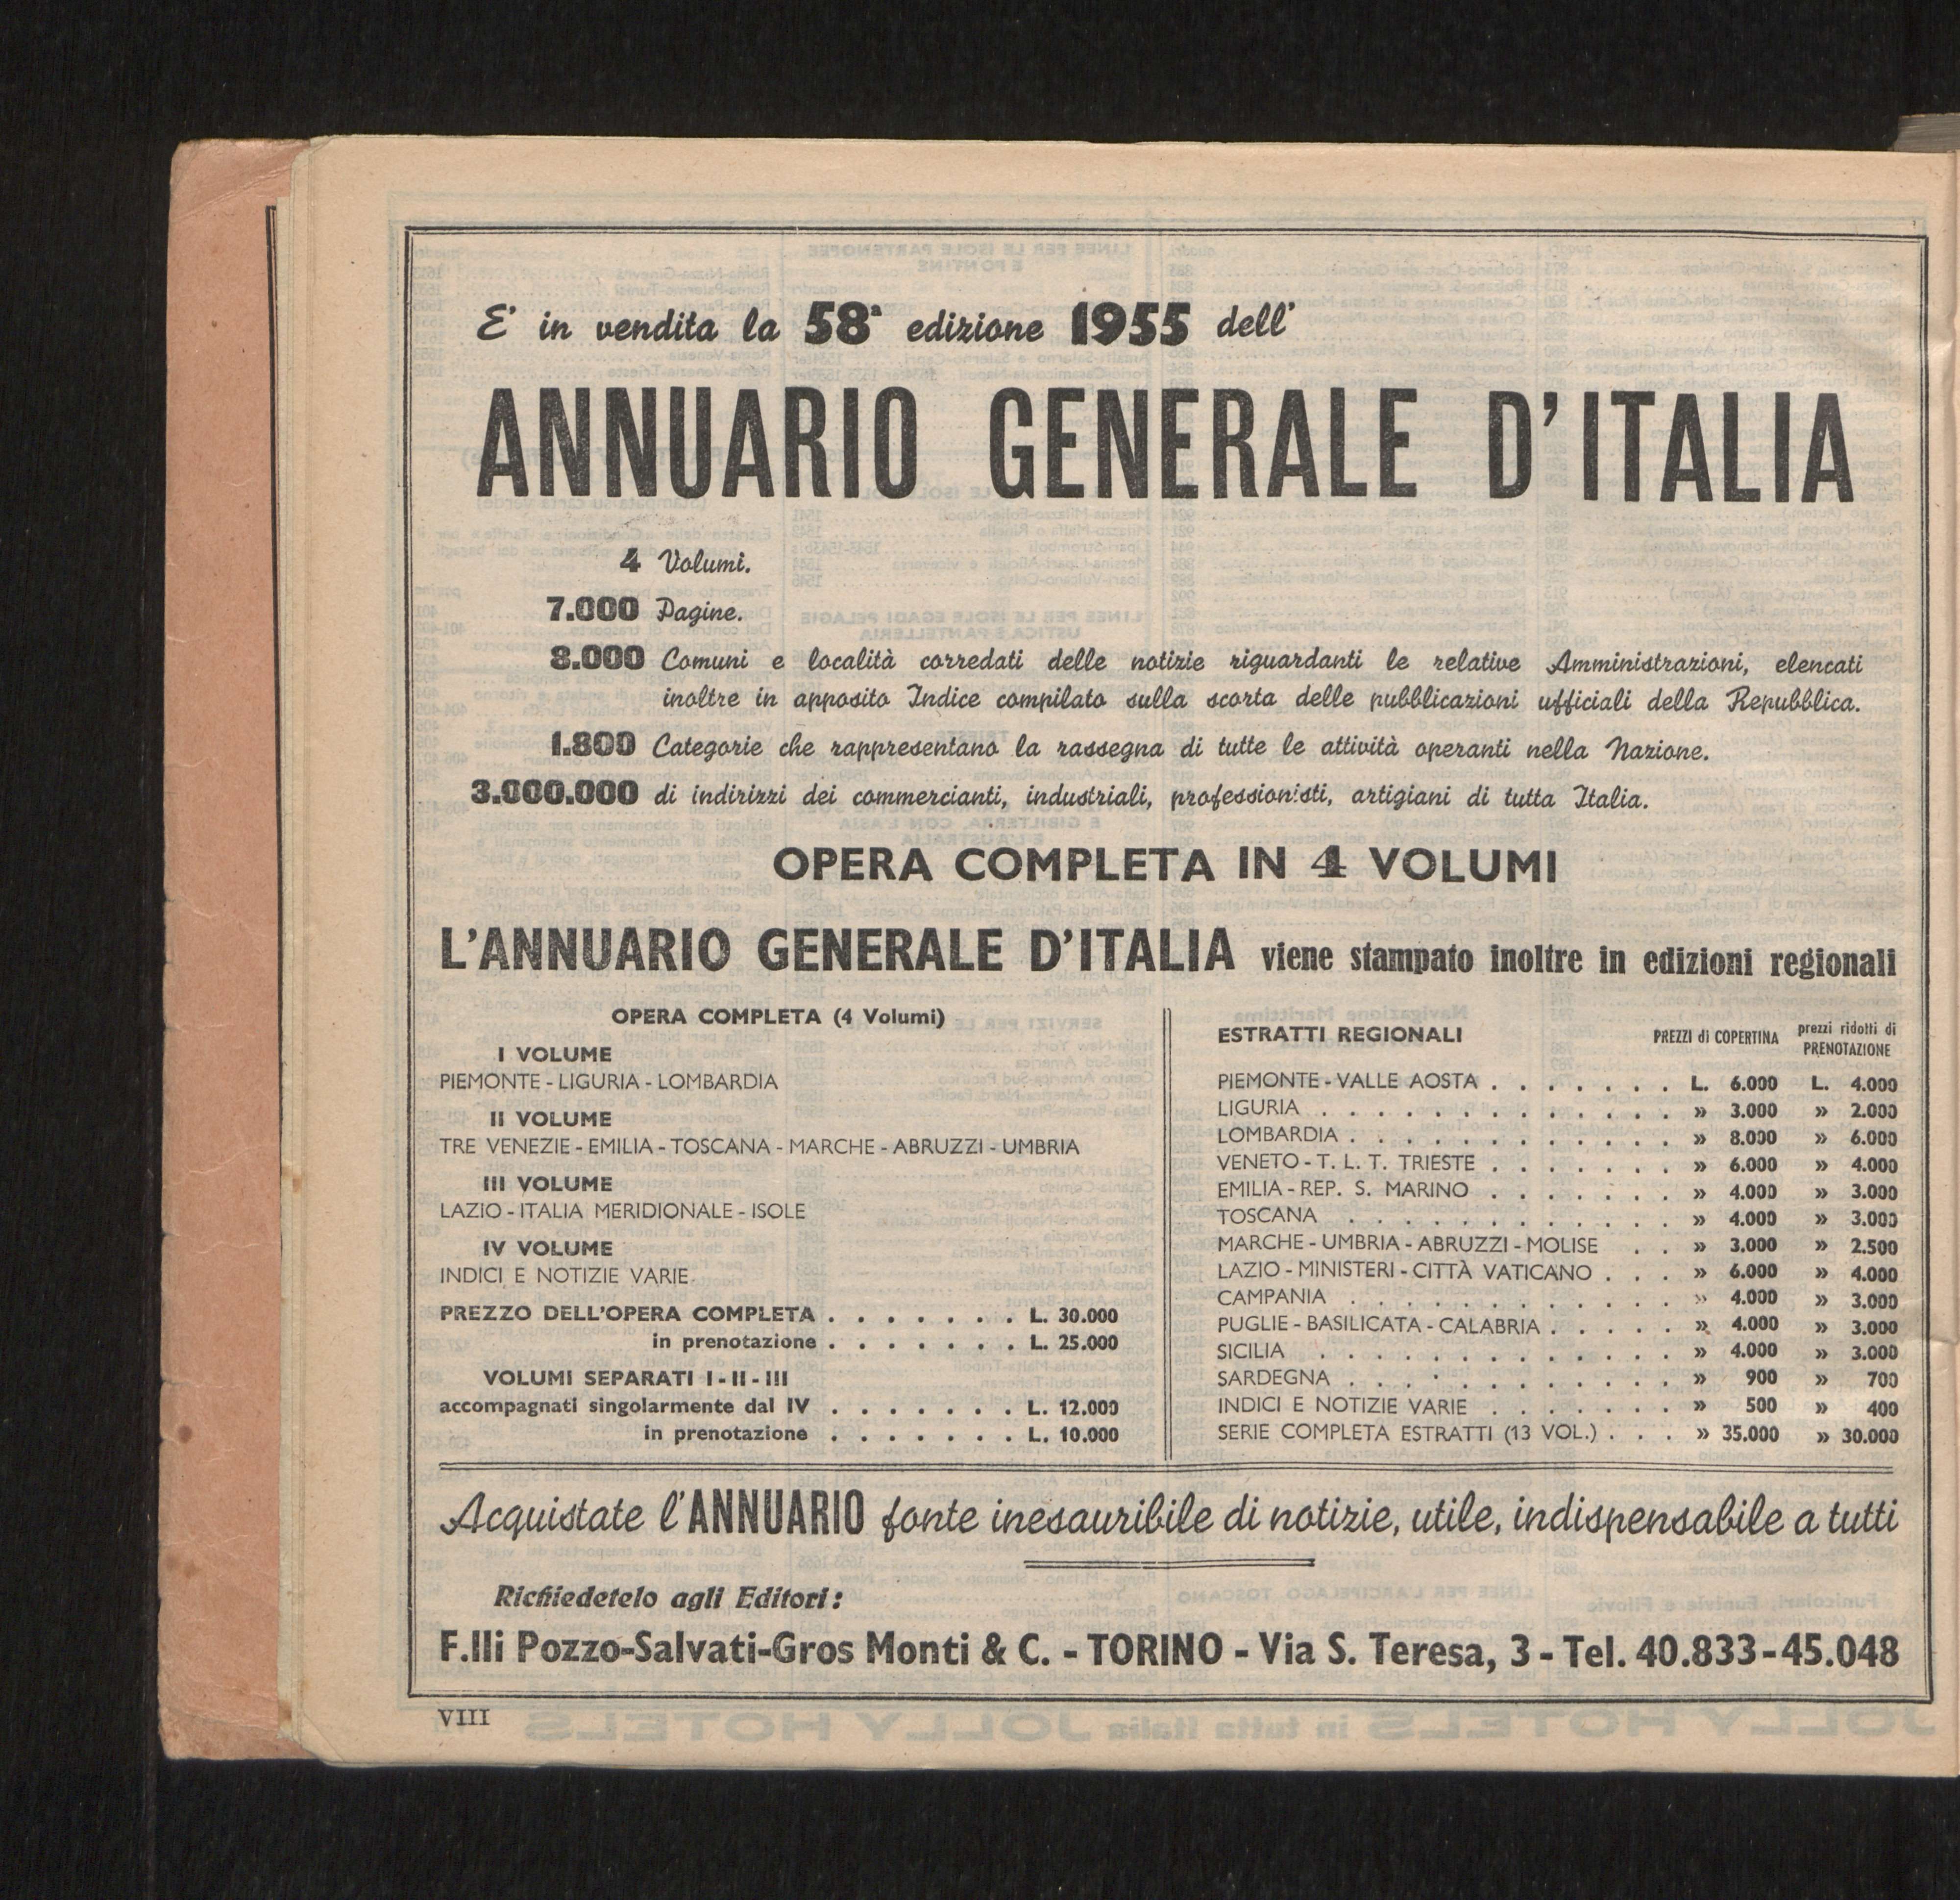 E' in vendita la 58ª edizione 1955 dell'
ANNUARIO GENERALE D'ITALIA
4 Volumi.
7.000 Pagine.
8.000 Comuni e località corredati delle notizie riguardanti le relative Amministrazioni, elencati
inoltre in apposito Indice compilato sulla scorta delle pubblicazioni ufficiali della Repubblica.
1.800 Categorie che rappresentano la rassegna di tutte le attività operanti nella Nazione.
3.000.000 di indirizzi dei commercianti, industriali, professionisti, artigiani di tutta Italia.
OPERA COMPLETA IN 4 VOLUMI
L'ANNUARIO GENERALE D'ITALIA viene stampato inoltre in edizioni regionali
OPERA COMPLETA (4 Volumi)
I VOLUME
PIEMONTE - LIGURIA - LOMBARDIA
II VOLUME
TRE VENEZIE - EMILIA - TOSCANA - MARCHE - ABRUZZI - UMBRIA
III VOLUME
LAZIO - ITALIA MERIDIONALE - ISOLE
IV VOLUME
INDICI E NOTIZIE VARIE
PREZZO DELL'OPERA COMPLETA . . . . . . . L. 30.000
in prenotazione . . . . . . . L. 25.000
VOLUMI SEPARATI I - II - III
accompagnati singolarmente dal IV . . . . . . . L. 12.000
in prenotazione . . . . . . . L. 10.000
ESTRATTI REGIONALI PREZZI di COPERTINA prezzi ridotti di PRENOTAZIONE
PIEMONTE - VALLE AOSTA . . . . . . . L. 6.000 L. 4.000
LIGURIA . . . . . . . . . . . . . . » 3.000 » 2.000
LOMBARDIA . . . . . . . . . . . . . » 8.000 » 6.000
VENETO - T. L. T. TRIESTE . . . . . . . » 6.000 » 4.000
EMILIA - REP. S. MARINO . . . . . . . » 4.000 » 3.000
TOSCANA . . . . . . . . . . . . . » 4.000 » 3.000
MARCHE - UMBRIA - ABRUZZI - MOLISE . . » 3.000 » 2.500
LAZIO - MINISTERI - CITTÀ VATICANO . . . » 6.000 » 4.000
CAMPANIA . . . . . . . . . . . . . » 4.000 » 3.000
PUGLIE - BASILICATA - CALABRIA . . . . . » 4.000 » 3.000
SICILIA . . . . . . . . . . . . . . » 4.000 » 3.000
SARDEGNA . . . . . . . . . . . . . » 900 » 700
INDICI E NOTIZIE VARIE . . . . . . . » 500 » 400
SERIE COMPLETA ESTRATTI (13 VOL.) . . . » 35.000 » 30.000
Acquistate l'ANNUARIO fonte inesauribile di notizie, utile, indispensabile a tutti
Richiedetelo agli Editori:
F.lli Pozzo-Salvati-Gros Monti & C. - TORINO - Via S. Teresa, 3 - Tel. 40.833-45.048
VIII